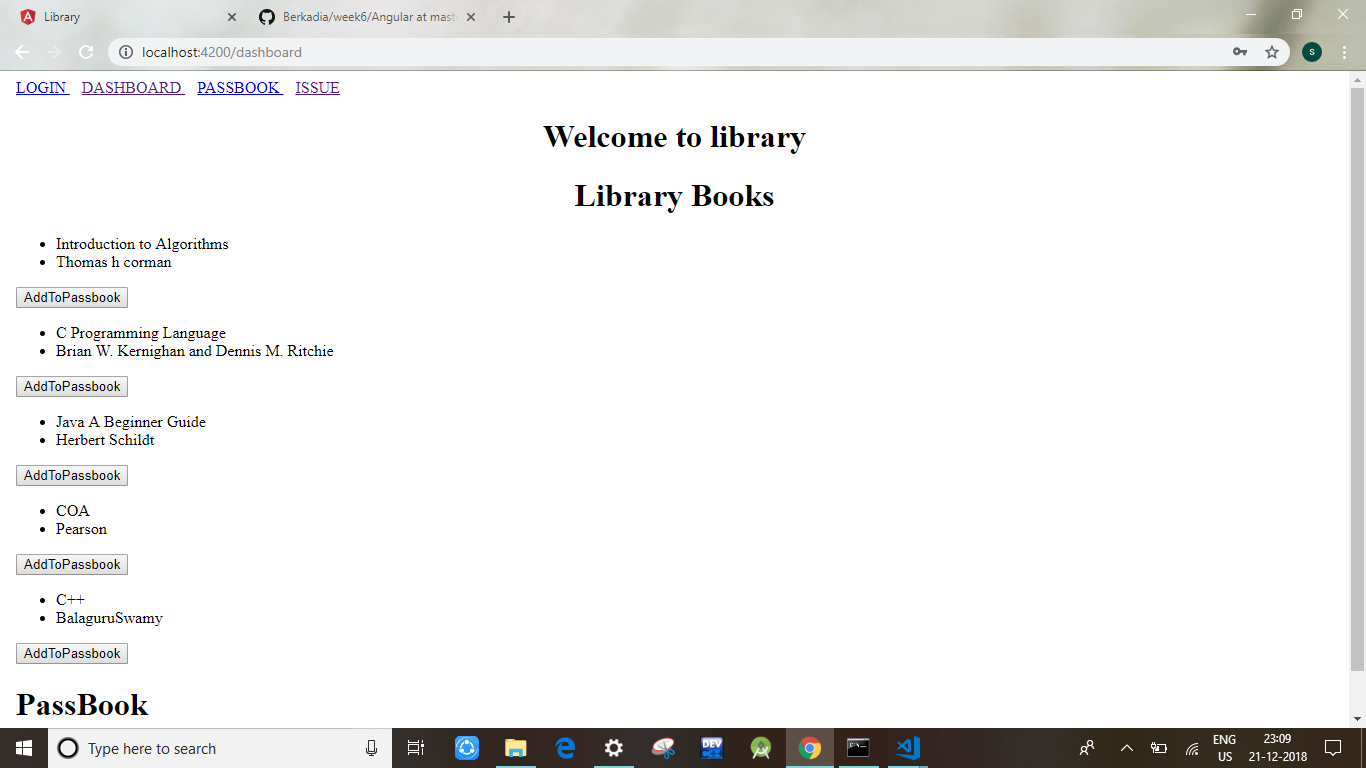 Library
Berkadia/week6/Angular at mast
localhost:4200/dashboard
S
LOGIN DASHBOARD PASSBOOK ISSUE
Welcome to library
Library Books
Introduction to Algorithms
Thomas h corman
AddToPassbook
C Programming Language
Brian W. Kernighan and Dennis M. Ritchie
AddToPassbook
Java A Beginner Guide
Herbert Schildt
AddToPassbook
COA
Pearson
AddToPassbook
C++
BalaguruSwamy
AddToPassbook
PassBook
Type here to search
DEV
ENG
US
23:09
21-12-2018